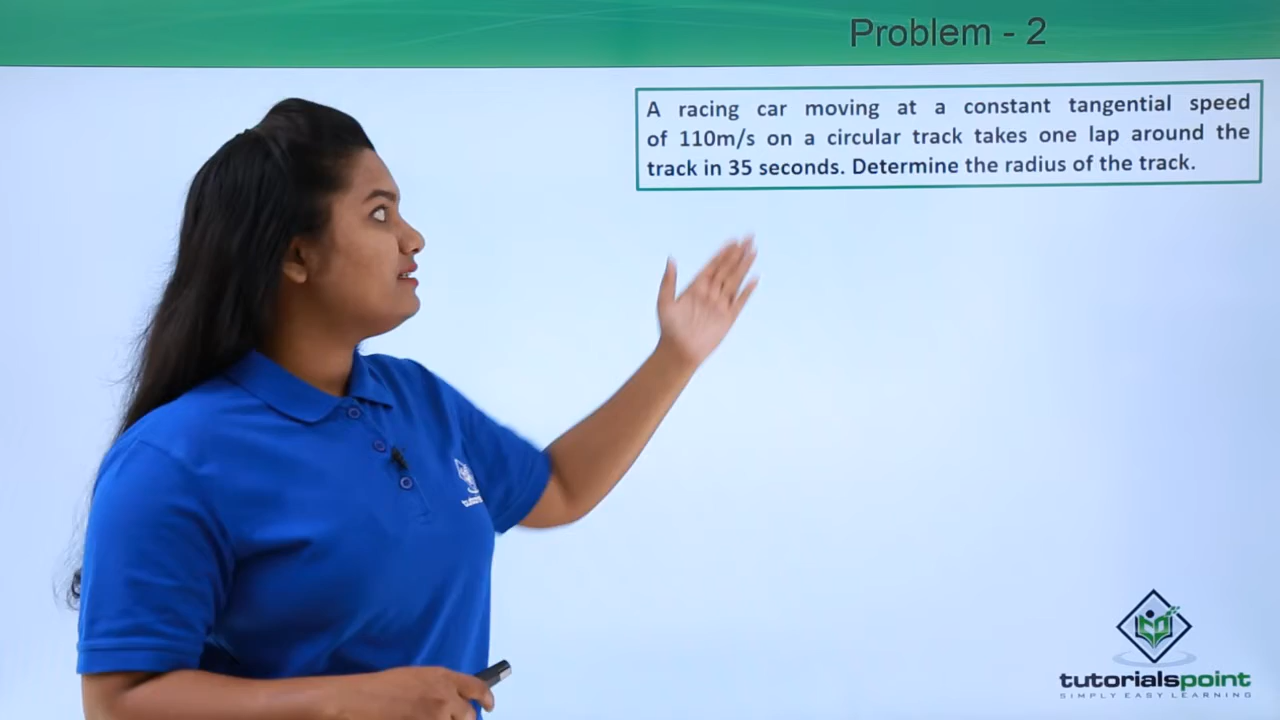 Problem - 2
A racing car moving at a constant tangential speed
of 110m/s on a circular track takes one lap around the
track in 35 seconds. Determine the radius of the track.
tutorialspoint
SIMPLY EASY LEARNING